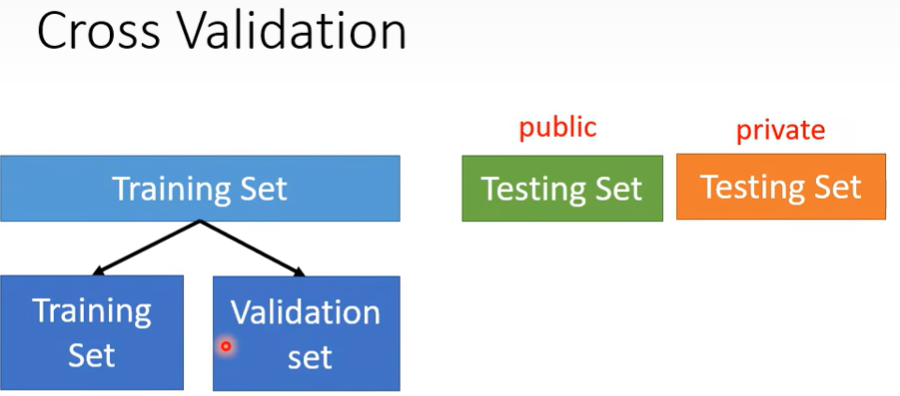 Cross Validation
public
private
Training Set
Testing Set
Testing Set
Training
Set
Validation
set